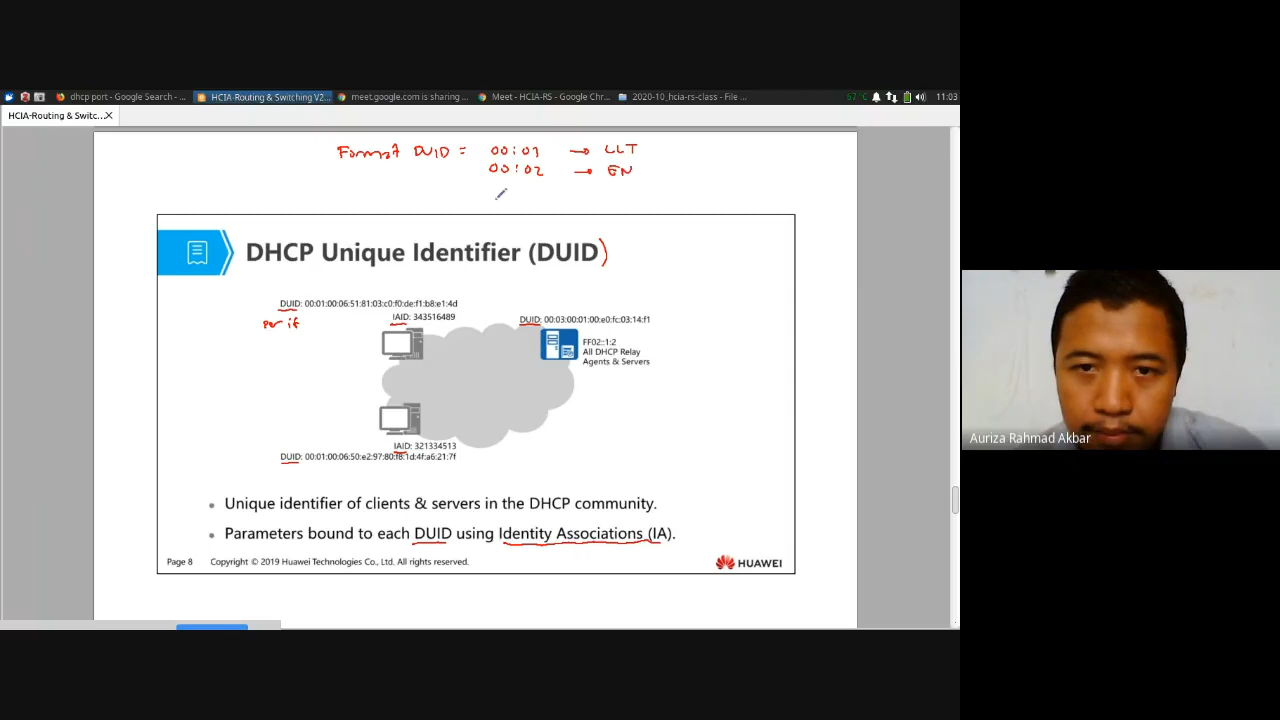 dhcp port - Google Search - ...
HCIA-Routing & Switching V2...
meet.google.com is sharing ...
Meet - HCIA-RS - Google Chr...
2020-10_hcia-rs-class - File ...
57°C
11:03
HCIA-Routing & Switc...
Format DUID = 00:01 → LLT
00:02 → EN
DHCP Unique Identifier (DUID)
DUID: 00:01:00:06:51:81:03:c0:f0:de:f1:b8:e1:4d
per if
IAID: 343516489
DUID: 00:03:00:01:00:e0:fc:03:14:f1
FF02::1:2
All DHCP Relay
Agents & Servers
IAID: 321334513
DUID: 00:01:00:06:50:e2:97:80:f8:1d:4f:a6:21:7f
• Unique identifier of clients & servers in the DHCP community.
• Parameters bound to each DUID using Identity Associations (IA).
Page 8 Copyright © 2019 Huawei Technologies Co., Ltd. All rights reserved.
HUAWEI
Auriza Rahmad Akbar